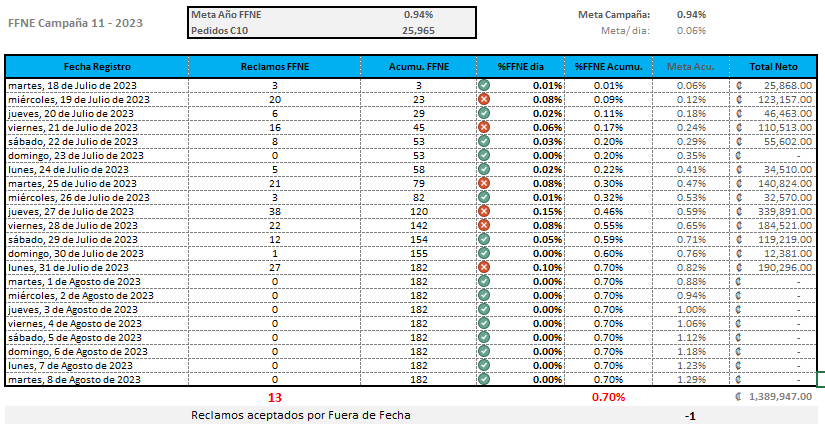 FFNE Campaña 11 - 2023
Meta Año FFNE 0.94%
Pedidos C10 25,965
Meta Campaña: 0.94%
Meta/ dia: 0.06%
Fecha Registro Reclamos FFNE Acumu. FFNE %FFNE dia %FFNE Acumu. Meta Acu. Total Neto
martes, 18 de Julio de 2023 3 3 0.01% 0.01% 0.06% ₡ 25,868.00
miércoles, 19 de Julio de 2023 20 23 0.08% 0.09% 0.12% ₡ 123,157.00
jueves, 20 de Julio de 2023 6 29 0.02% 0.11% 0.18% ₡ 46,463.00
viernes, 21 de Julio de 2023 16 45 0.06% 0.17% 0.24% ₡ 110,513.00
sábado, 22 de Julio de 2023 8 53 0.03% 0.20% 0.29% ₡ 55,602.00
domingo, 23 de Julio de 2023 0 53 0.00% 0.20% 0.35% ₡ -
lunes, 24 de Julio de 2023 5 58 0.02% 0.22% 0.41% ₡ 34,510.00
martes, 25 de Julio de 2023 21 79 0.08% 0.30% 0.47% ₡ 140,824.00
miércoles, 26 de Julio de 2023 3 82 0.01% 0.32% 0.53% ₡ 32,570.00
jueves, 27 de Julio de 2023 38 120 0.15% 0.46% 0.59% ₡ 339,891.00
viernes, 28 de Julio de 2023 22 142 0.08% 0.55% 0.65% ₡ 184,521.00
sábado, 29 de Julio de 2023 12 154 0.05% 0.59% 0.71% ₡ 119,219.00
domingo, 30 de Julio de 2023 1 155 0.00% 0.60% 0.76% ₡ 12,381.00
lunes, 31 de Julio de 2023 27 182 0.10% 0.70% 0.82% ₡ 190,296.00
martes, 1 de Agosto de 2023 0 182 0.00% 0.70% 0.88% ₡ -
miércoles, 2 de Agosto de 2023 0 182 0.00% 0.70% 0.94% ₡ -
jueves, 3 de Agosto de 2023 0 182 0.00% 0.70% 1.00% ₡ -
viernes, 4 de Agosto de 2023 0 182 0.00% 0.70% 1.06% ₡ -
sábado, 5 de Agosto de 2023 0 182 0.00% 0.70% 1.12% ₡ -
domingo, 6 de Agosto de 2023 0 182 0.00% 0.70% 1.18% ₡ -
lunes, 7 de Agosto de 2023 0 182 0.00% 0.70% 1.23% ₡ -
martes, 8 de Agosto de 2023 0 182 0.00% 0.70% 1.29% ₡ -
13 0.70% ₡ 1,389,947.00
Reclamos aceptados por Fuera de Fecha -1